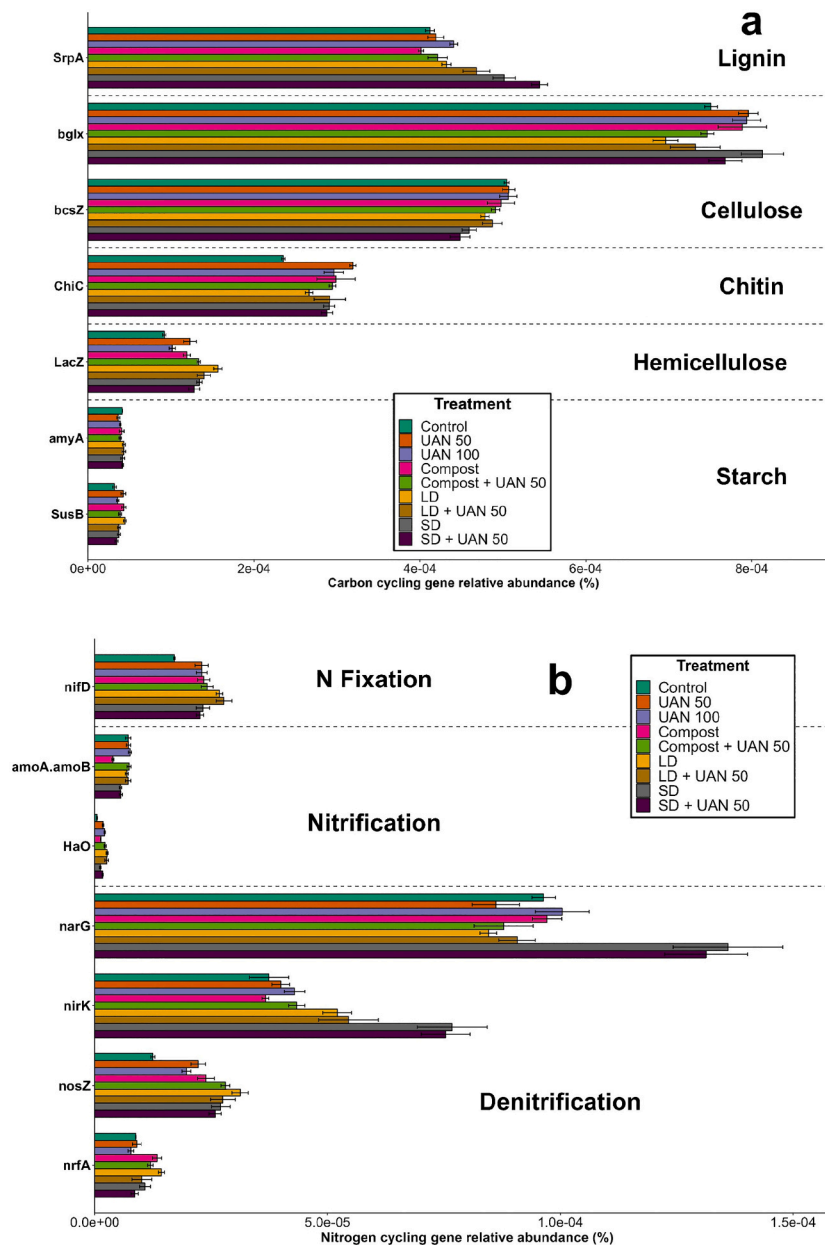 a
SrpA
Lignin
bglx
bcsZ
Cellulose
ChiC
Chitin
LacZ
Hemicellulose
amyA
SusB
Starch
Treatment
Control
UAN 50
UAN 100
Compost
Compost + UAN 50
LD
LD + UAN 50
SD
SD + UAN 50
0e+00 2e-04 4e-04 6e-04 8e-04
Carbon cycling gene relative abundance (%)
b
nifD
N Fixation
Treatment
Control
UAN 50
UAN 100
Compost
Compost + UAN 50
LD
LD + UAN 50
SD
SD + UAN 50
amoA.amoB
Nitrification
HaO
narG
nirK
nosZ
Denitrification
nrfA
0.0e+00 5.0e-05 1.0e-04 1.5e-04
Nitrogen cycling gene relative abundance (%)